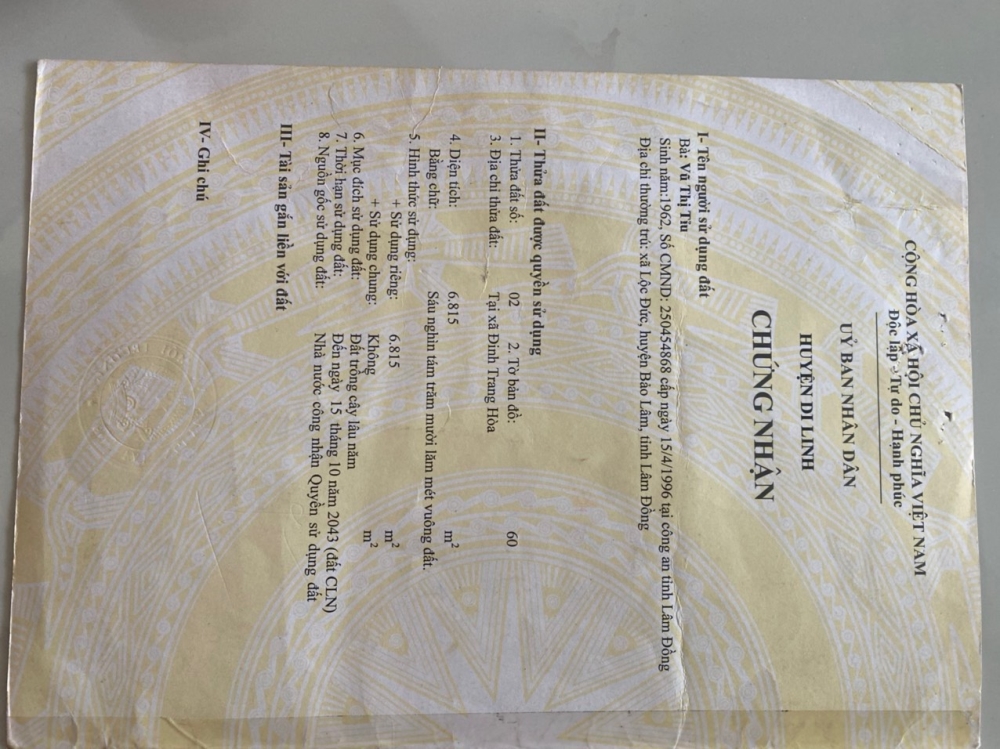 CỘNG HÒA XÃ HỘI CHỦ NGHĨA VIỆT NAM
Độc lập - Tự do - Hạnh phúc
UỶ BAN NHÂN DÂN
HUYỆN DI LINH
CHỨNG NHẬN
I- Tên người sử dụng đất
Bà: Vũ Thị Tiu
Sinh năm:1962, Số CMND: 250454868 cấp ngày 15/4/1996 tại công an tỉnh Lâm Đồng
Địa chỉ thường trú: xã Lộc Đức, huyện Bảo Lâm, tỉnh Lâm Đồng
II- Thửa đất được quyền sử dụng
1. Thửa đất số: 02 2. Tờ bản đồ: 60
3. Địa chỉ thửa đất: Tại xã Đinh Trang Hòa
4. Diện tích: 6.815 m²
Bằng chữ: Sáu nghìn tám trăm mười lăm mét vuông đất.
5. Hình thức sử dụng:
+ Sử dụng riêng: 6.815 m²
+ Sử dụng chung: Không m²
6. Mục đích sử dụng đất: Đất trồng cây lâu năm
7. Thời hạn sử dụng đất: Đến ngày 15 tháng 10 năm 2043 (đất CLN)
8. Nguồn gốc sử dụng đất: Nhà nước công nhận Quyền sử dụng đất
III- Tài sản gắn liền với đất
IV- Ghi chú